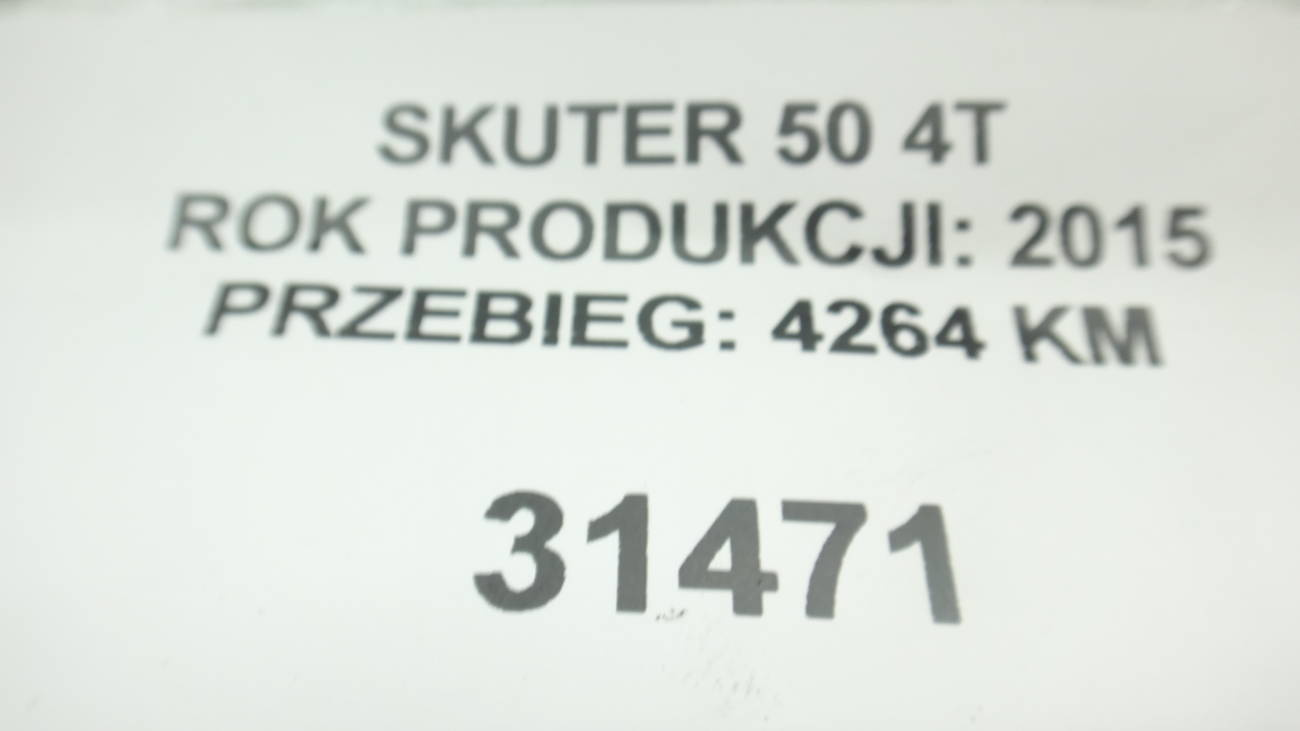 SKUTER 50 4T
ROK PRODUKCJI: 2015
PRZEBIEG: 4264 KM
31471